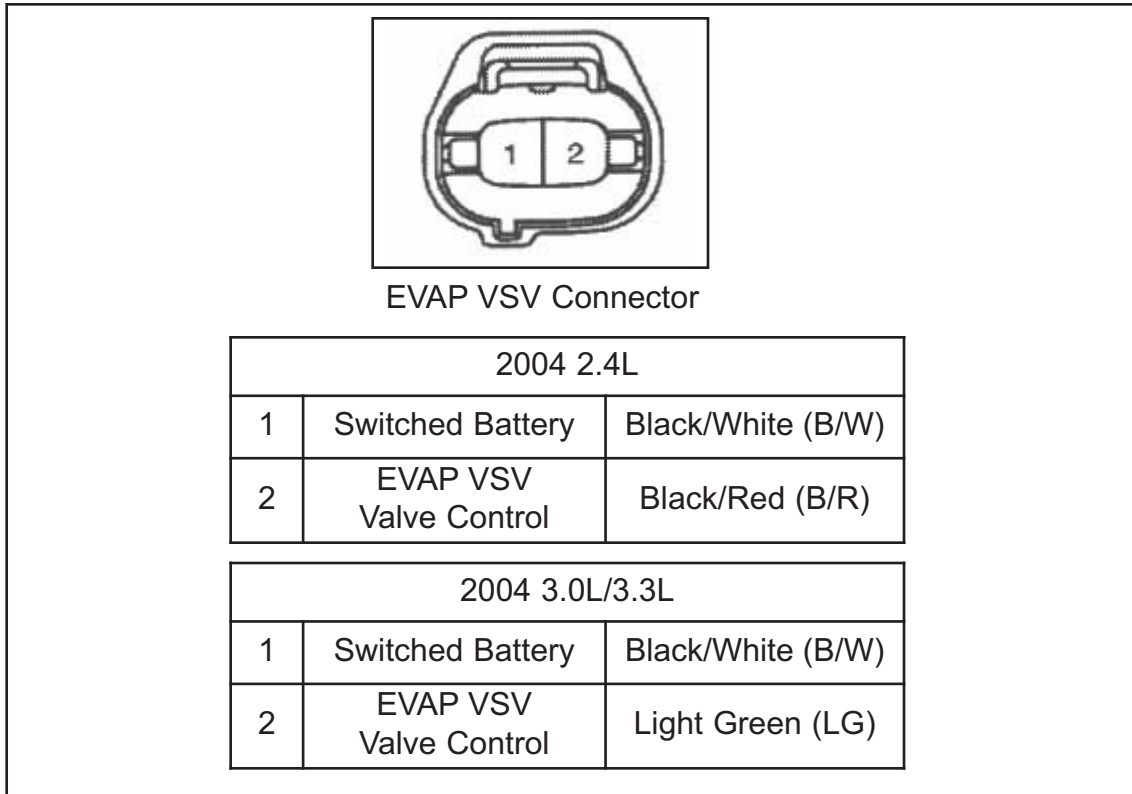 1 2
EVAP VSV Connector
2004 2.4L
1 Switched Battery Black/White (B/W)
2 EVAP VSV Valve Control Black/Red (B/R)
2004 3.0L/3.3L
1 Switched Battery Black/White (B/W)
2 EVAP VSV Valve Control Light Green (LG)